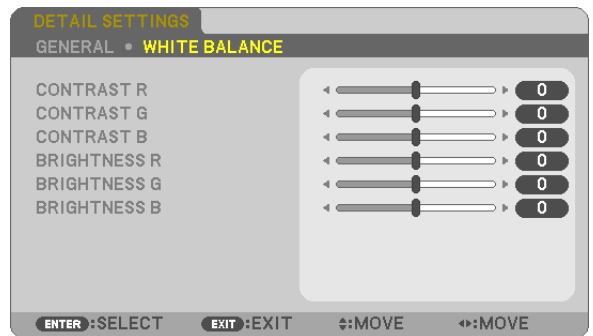 DETAIL SETTINGS
GENERAL • WHITE BALANCE
CONTRAST R 0
CONTRAST G 0
CONTRAST B 0
BRIGHTNESS R 0
BRIGHTNESS G 0
BRIGHTNESS B 0
ENTER :SELECT EXIT :EXIT :MOVE :MOVE